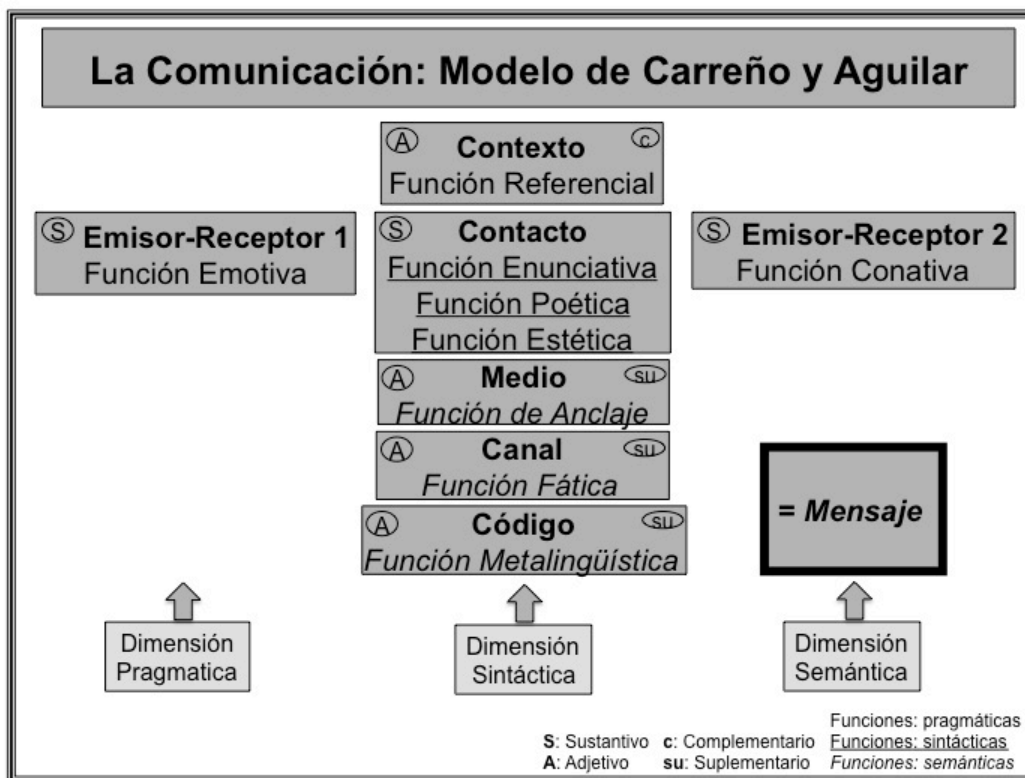 La Comunicación: Modelo de Carreño y Aguilar
A Contexto c
Función Referencial
S Emisor-Receptor 1
Función Emotiva
S Contacto
Función Enunciativa
Función Poética
Función Estética
S Emisor-Receptor 2
Función Conativa
A Medio su
Función de Anclaje
A Canal su
Función Fática
A Código su
Función Metalingüística
= Mensaje
Dimensión
Pragmatica
Dimensión
Sintáctica
Dimensión
Semántica
S: Sustantivo c: Complementario
A: Adjetivo su: Suplementario
Funciones: pragmáticas
Funciones: sintácticas
Funciones: semánticas